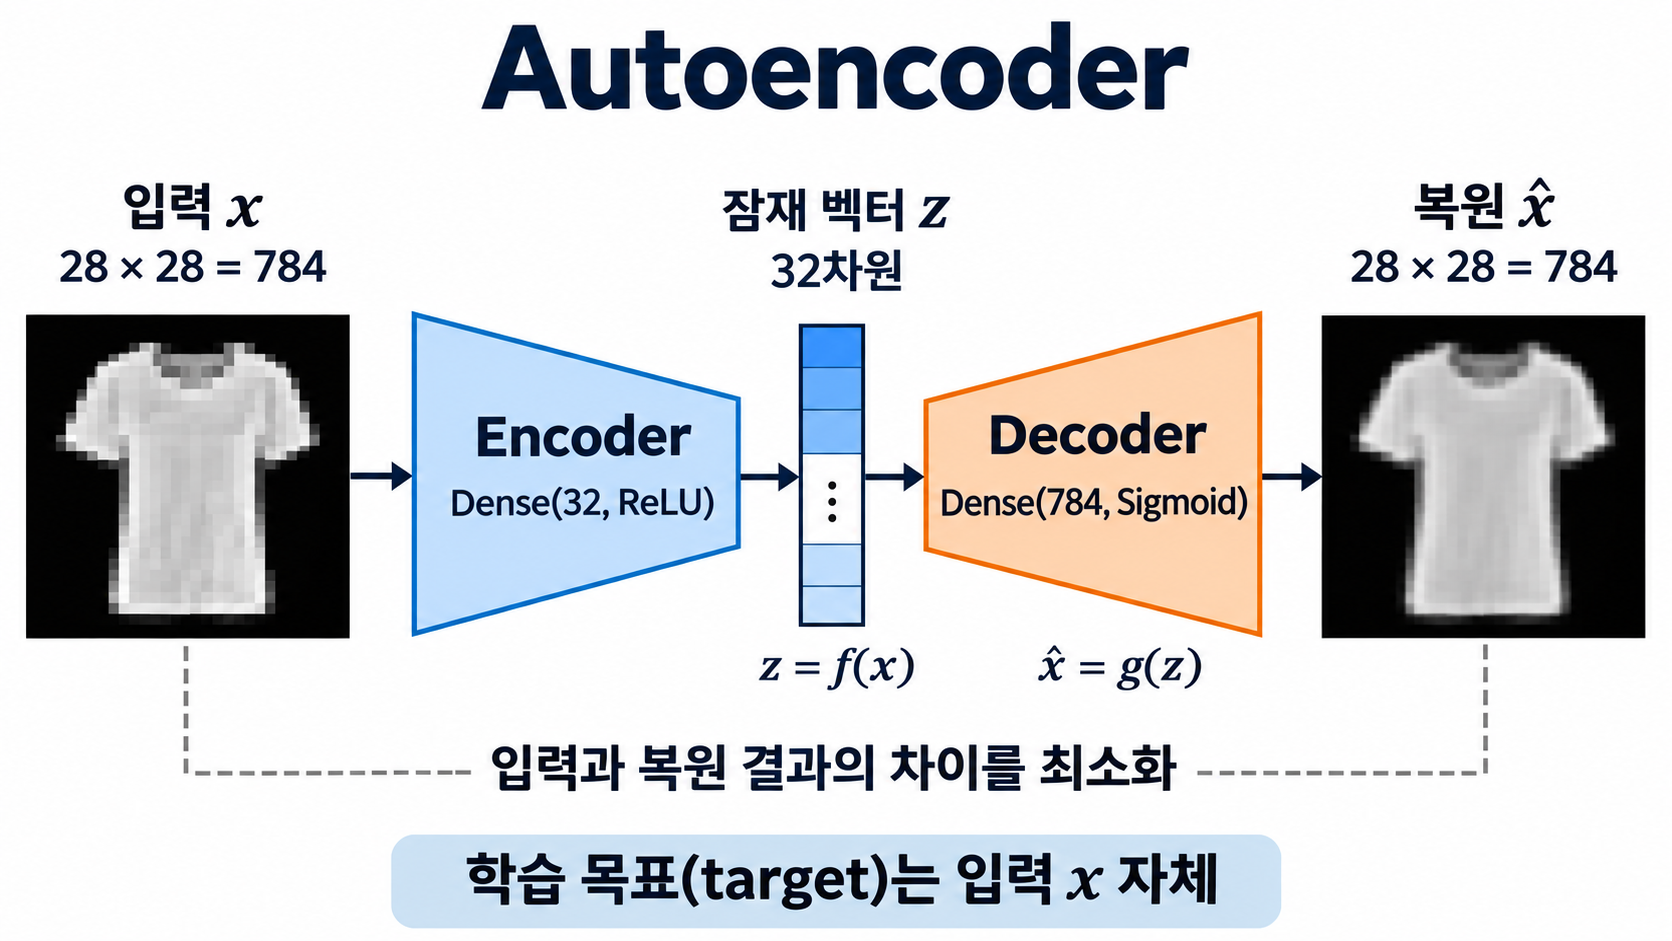 Autoencoder
입력 x
28 × 28 = 784
잠재 벡터 z
32차원
복원 x̂
28 × 28 = 784
Encoder
Dense(32, ReLU)
⋮
Decoder
Dense(784, Sigmoid)
z = f(x)
x̂ = g(z)
입력과 복원 결과의 차이를 최소화
학습 목표(target)는 입력 x 자체